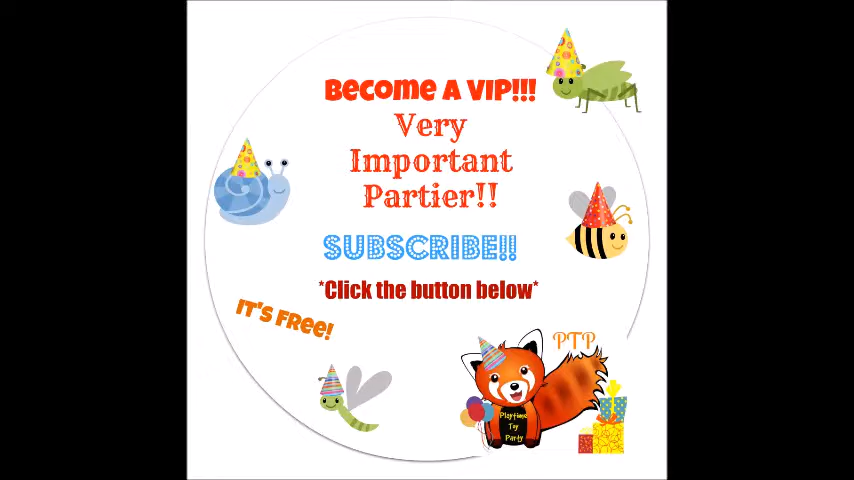 Become A VIP!!!
Very
Important
Partier!!
SUBSCRIBE!!
*Click the button below*
IT'S FREE!
PTP
Playtime
Toy
Party